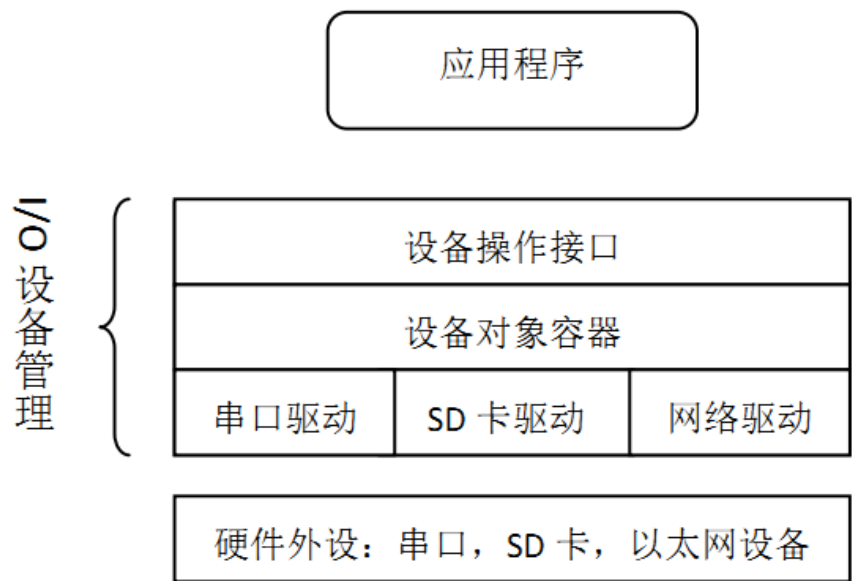 应用程序
I/O 设备管理
设备操作接口
设备对象容器
串口驱动
SD 卡驱动
网络驱动
硬件外设：串口，SD 卡，以太网设备